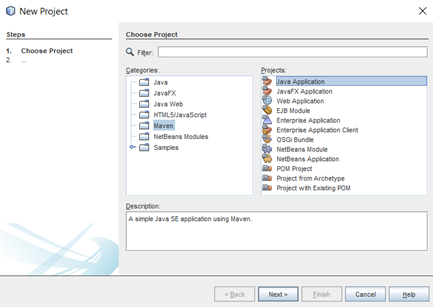 New Project
Steps
1. Choose Project
2. ...
Choose Project
Filter:
Categories:
Java
JavaFX
Java Web
HTML5/JavaScript
Maven
NetBeans Modules
Samples
Projects:
Java Application
JavaFX Application
Web Application
EJB Module
Enterprise Application
Enterprise Application Client
OSGi Bundle
NetBeans Module
NetBeans Application
POM Project
Project from Archetype
Project with Existing POM
Description:
A simple Java SE application using Maven.
< Back
Next >
Finish
Cancel
Help